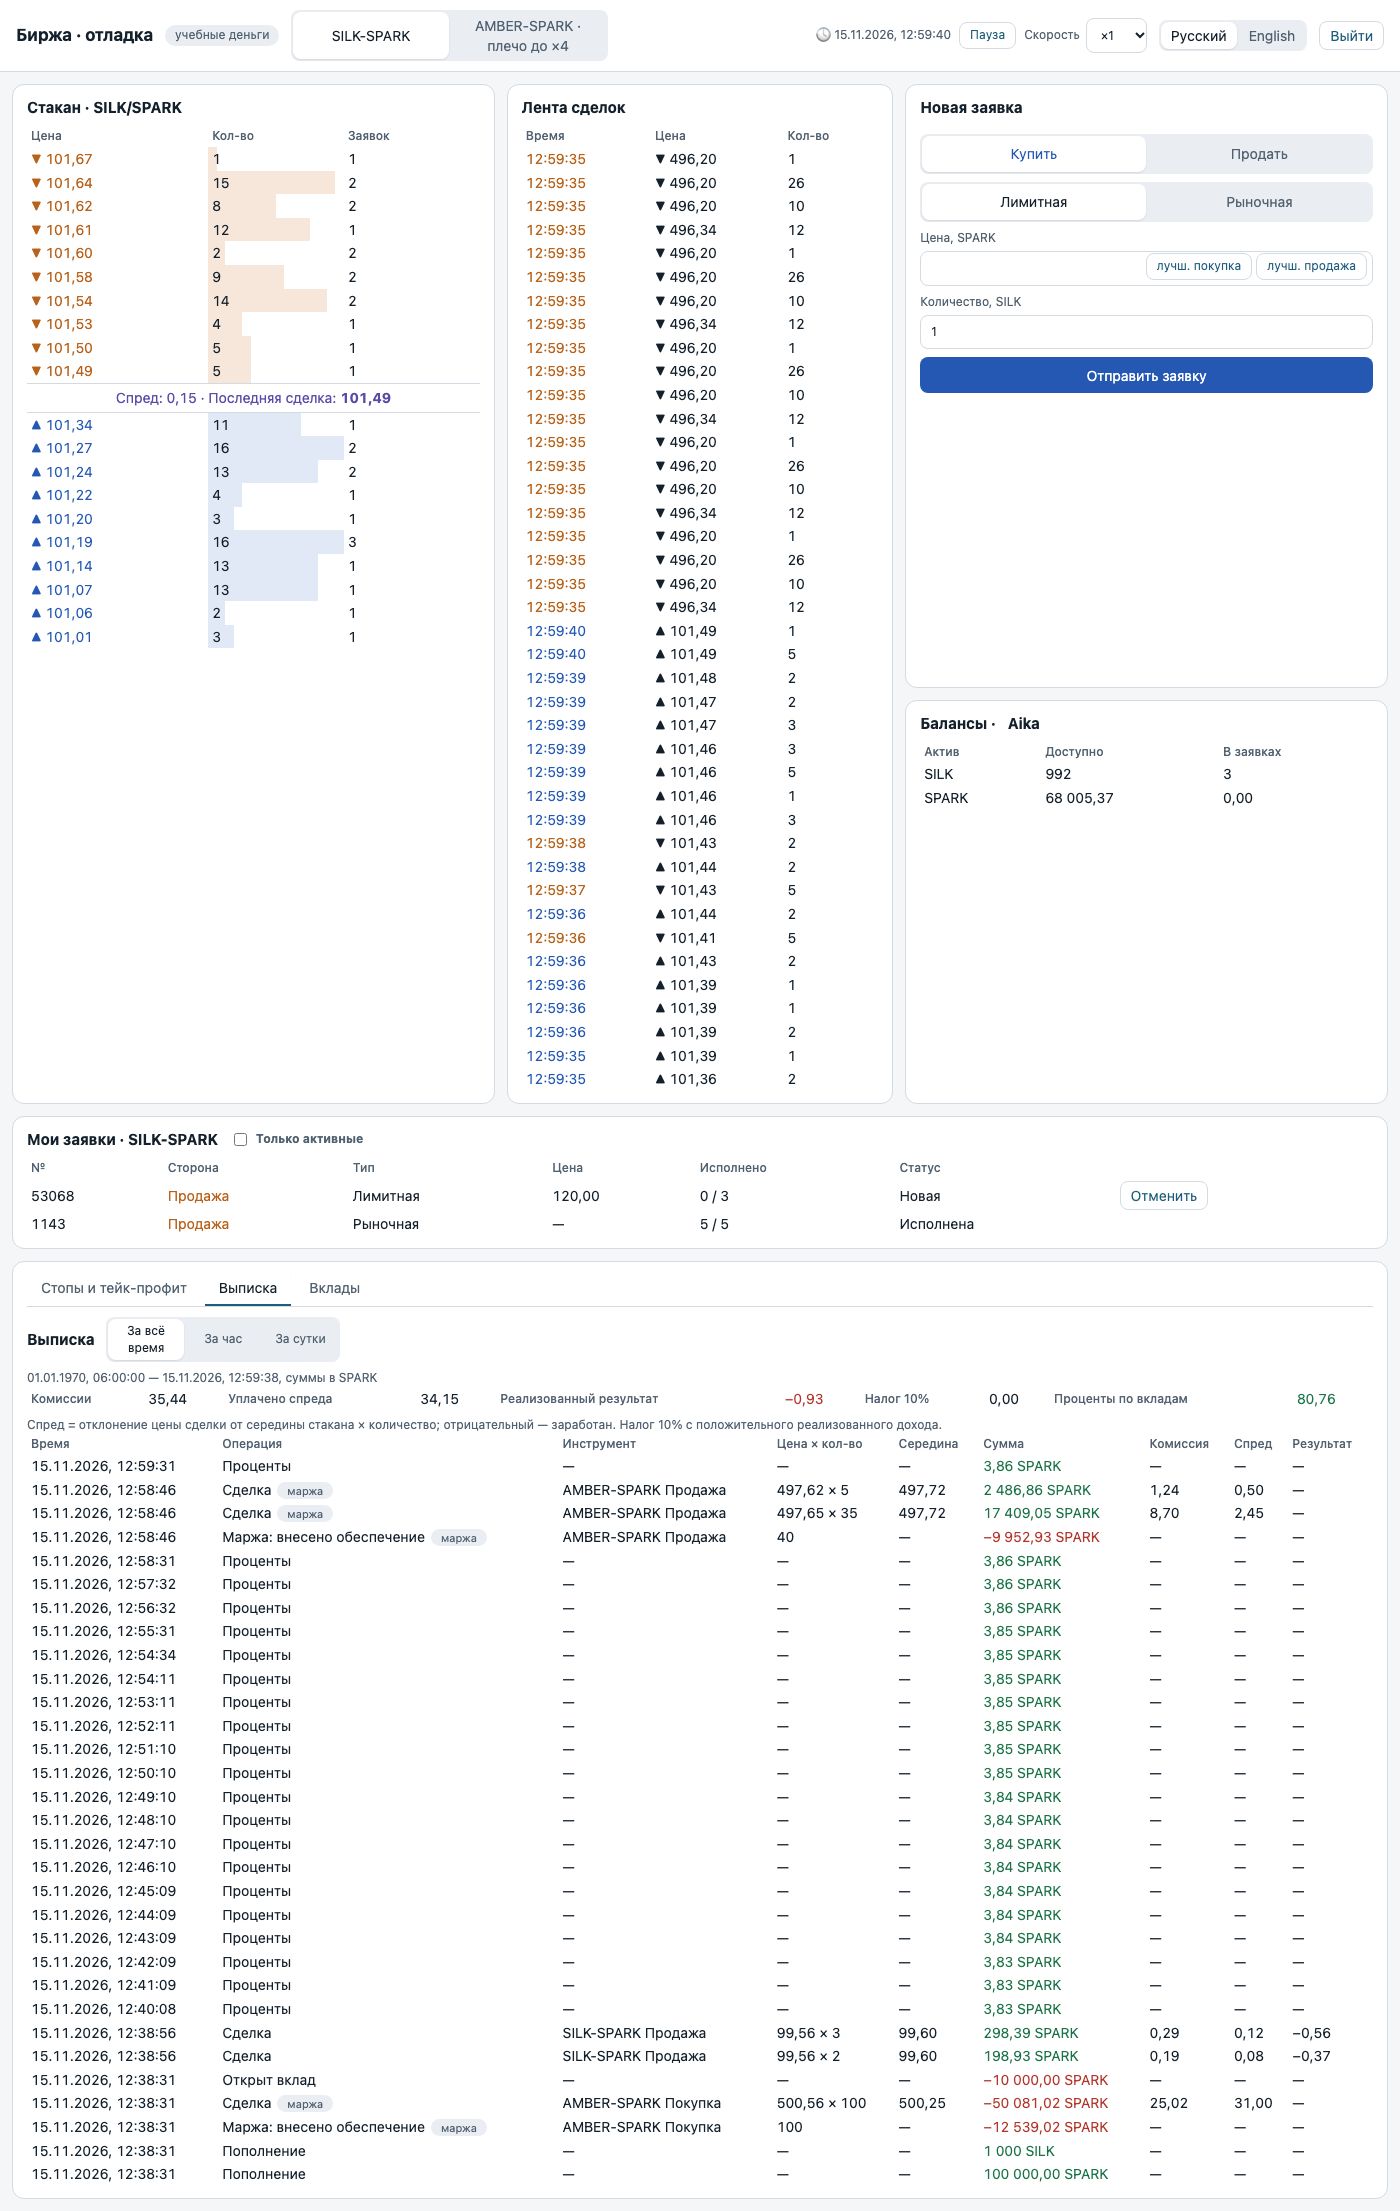 Биржа · отладка учебные деньги SILK-SPARK AMBER-SPARK · плечо до ×4 15.11.2026, 12:59:40 Пауза Скорость ×1 Русский English Выйти
Стакан · SILK/SPARK
Цена Кол-во Заявок
▼ 101,67 1 1
▼ 101,64 15 2
▼ 101,62 8 2
▼ 101,61 12 1
▼ 101,60 2 2
▼ 101,58 9 2
▼ 101,54 14 2
▼ 101,53 4 1
▼ 101,50 5 1
▼ 101,49 5 1
Спред: 0,15 · Последняя сделка: 101,49
▲ 101,34 11 1
▲ 101,27 16 2
▲ 101,24 13 2
▲ 101,22 4 1
▲ 101,20 3 1
▲ 101,19 16 3
▲ 101,14 13 1
▲ 101,07 13 1
▲ 101,06 2 1
▲ 101,01 3 1
Лента сделок
Время Цена Кол-во
12:59:35 ▼ 496,20 1
12:59:35 ▼ 496,20 26
12:59:35 ▼ 496,20 10
12:59:35 ▼ 496,34 12
12:59:35 ▼ 496,20 1
12:59:35 ▼ 496,20 26
12:59:35 ▼ 496,20 10
12:59:35 ▼ 496,34 12
12:59:35 ▼ 496,20 1
12:59:35 ▼ 496,20 26
12:59:35 ▼ 496,20 10
12:59:35 ▼ 496,34 12
12:59:35 ▼ 496,20 1
12:59:35 ▼ 496,20 26
12:59:35 ▼ 496,20 10
12:59:35 ▼ 496,34 12
12:59:35 ▼ 496,20 1
12:59:35 ▼ 496,20 26
12:59:35 ▼ 496,20 10
12:59:35 ▼ 496,34 12
12:59:40 ▲ 101,49 1
12:59:40 ▲ 101,49 5
12:59:39 ▲ 101,48 2
12:59:39 ▲ 101,47 2
12:59:39 ▲ 101,47 3
12:59:39 ▲ 101,46 3
12:59:39 ▲ 101,46 5
12:59:39 ▲ 101,46 1
12:59:39 ▲ 101,46 3
12:59:38 ▼ 101,43 2
12:59:38 ▲ 101,44 2
12:59:37 ▼ 101,43 5
12:59:36 ▲ 101,44 2
12:59:36 ▼ 101,41 5
12:59:36 ▲ 101,43 2
12:59:36 ▲ 101,39 1
12:59:36 ▲ 101,39 1
12:59:36 ▲ 101,39 2
12:59:35 ▲ 101,39 1
12:59:35 ▲ 101,36 2
Новая заявка
Купить Продать
Лимитная Рыночная
Цена, SPARK
лучш. покупка лучш. продажа
Количество, SILK
1
Отправить заявку
Балансы · Aika
Актив Доступно В заявках
SILK 992 3
SPARK 68 005,37 0,00
Мои заявки · SILK-SPARK Только активные
№ Сторона Тип Цена Исполнено Статус
53068 Продажа Лимитная 120,00 0 / 3 Новая Отменить
1143 Продажа Рыночная — 5 / 5 Исполнена
Стопы и тейк-профит Выписка Вклады
Выписка За всё время За час За сутки
01.01.1970, 06:00:00 — 15.11.2026, 12:59:38, суммы в SPARK
Комиссии 35,44 Уплачено спреда 34,15 Реализованный результат −0,93 Налог 10% 0,00 Проценты по вкладам 80,76
Спред = отклонение цены сделки от середины стакана × количество; отрицательный — заработан. Налог 10% с положительного реализованного дохода.
Время Операция Инструмент Цена × кол-во Середина Сумма Комиссия Спред Результат
15.11.2026, 12:59:31 Проценты — — — 3,86 SPARK — — —
15.11.2026, 12:58:46 Сделка маржа AMBER-SPARK Продажа 497,62 × 5 497,72 2 486,86 SPARK 1,24 0,50 —
15.11.2026, 12:58:46 Сделка маржа AMBER-SPARK Продажа 497,65 × 35 497,72 17 409,05 SPARK 8,70 2,45 —
15.11.2026, 12:58:46 Маржа: внесено обеспечение маржа AMBER-SPARK Продажа 40 — −9 952,93 SPARK — — —
15.11.2026, 12:58:31 Проценты — — — 3,86 SPARK — — —
15.11.2026, 12:57:32 Проценты — — — 3,86 SPARK — — —
15.11.2026, 12:56:32 Проценты — — — 3,86 SPARK — — —
15.11.2026, 12:55:31 Проценты — — — 3,85 SPARK — — —
15.11.2026, 12:54:34 Проценты — — — 3,85 SPARK — — —
15.11.2026, 12:54:11 Проценты — — — 3,85 SPARK — — —
15.11.2026, 12:53:11 Проценты — — — 3,85 SPARK — — —
15.11.2026, 12:52:11 Проценты — — — 3,85 SPARK — — —
15.11.2026, 12:51:10 Проценты — — — 3,85 SPARK — — —
15.11.2026, 12:50:10 Проценты — — — 3,85 SPARK — — —
15.11.2026, 12:49:10 Проценты — — — 3,84 SPARK — — —
15.11.2026, 12:48:10 Проценты — — — 3,84 SPARK — — —
15.11.2026, 12:47:10 Проценты — — — 3,84 SPARK — — —
15.11.2026, 12:46:10 Проценты — — — 3,84 SPARK — — —
15.11.2026, 12:45:09 Проценты — — — 3,84 SPARK — — —
15.11.2026, 12:44:09 Проценты — — — 3,84 SPARK — — —
15.11.2026, 12:43:09 Проценты — — — 3,84 SPARK — — —
15.11.2026, 12:42:09 Проценты — — — 3,83 SPARK — — —
15.11.2026, 12:41:09 Проценты — — — 3,83 SPARK — — —
15.11.2026, 12:40:08 Проценты — — — 3,83 SPARK — — —
15.11.2026, 12:38:56 Сделка SILK-SPARK Продажа 99,56 × 3 99,60 298,39 SPARK 0,29 0,12 −0,56
15.11.2026, 12:38:56 Сделка SILK-SPARK Продажа 99,56 × 2 99,60 198,93 SPARK 0,19 0,08 −0,37
15.11.2026, 12:38:31 Открыт вклад — — — −10 000,00 SPARK — — —
15.11.2026, 12:38:31 Сделка маржа AMBER-SPARK Покупка 500,56 × 100 500,25 −50 081,02 SPARK 25,02 31,00 —
15.11.2026, 12:38:31 Маржа: внесено обеспечение маржа AMBER-SPARK Покупка 100 — −12 539,02 SPARK — — —
15.11.2026, 12:38:31 Пополнение — — — 1 000 SILK — — —
15.11.2026, 12:38:31 Пополнение — — — 100 000,00 SPARK — — —